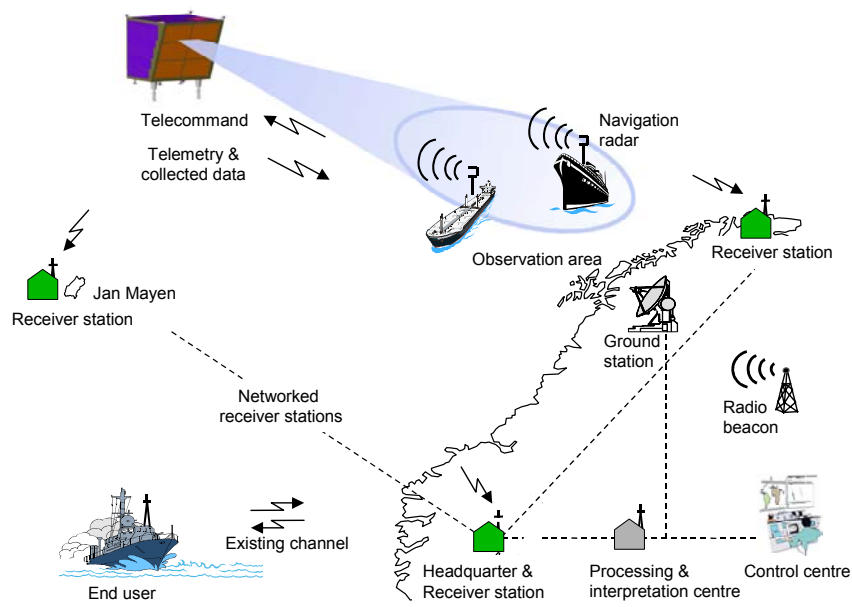 Telecommand
Telemetry &
collected data
Navigation
radar
Observation area
Receiver station
Jan Mayen
Receiver station
Ground
station
Networked
receiver stations
Radio
beacon
Existing channel
End user
Headquarter &
Receiver station
Processing &
interpretation centre
Control centre